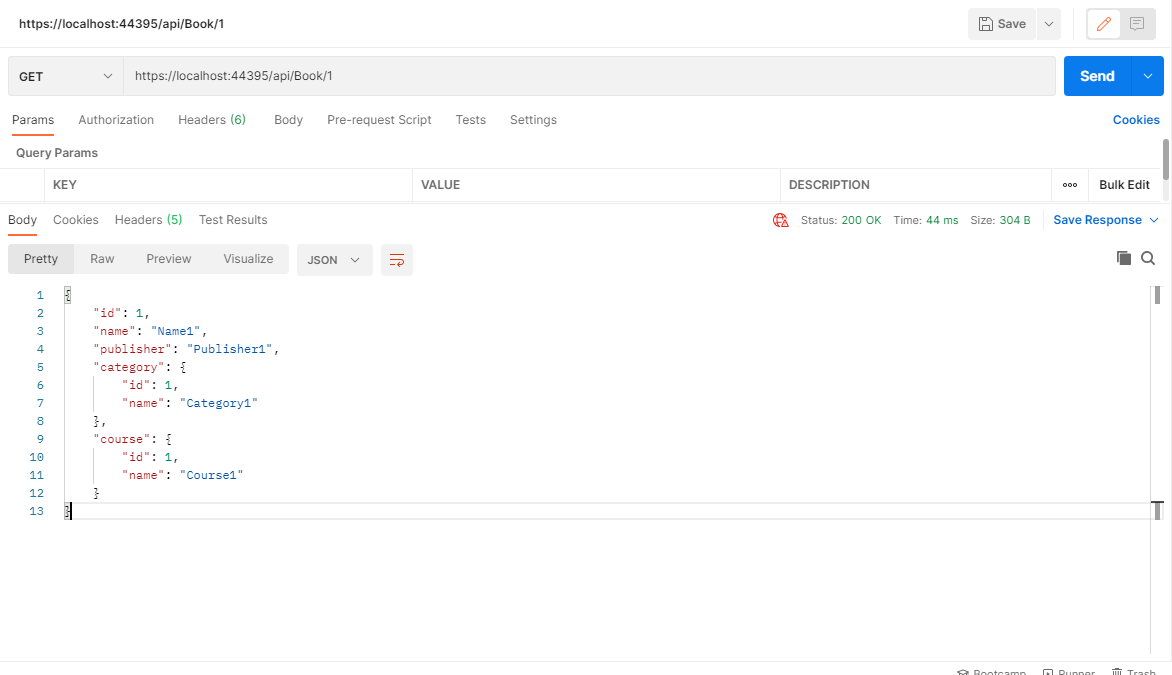 https://localhost:44395/api/Book/1 Save
GET https://localhost:44395/api/Book/1 Send
Params Authorization Headers (6) Body Pre-request Script Tests Settings Cookies
Query Params
KEY VALUE DESCRIPTION ooo Bulk Edit
Body Cookies Headers (5) Test Results Status: 200 OK Time: 44 ms Size: 304 B Save Response
Pretty Raw Preview Visualize JSON
1 {
2 "id": 1,
3 "name": "Name1",
4 "publisher": "Publisher1",
5 "category": {
6 "id": 1,
7 "name": "Category1"
8 },
9 "course": {
10 "id": 1,
11 "name": "Course1"
12 }
13 }
Bootcamp Runner Trash